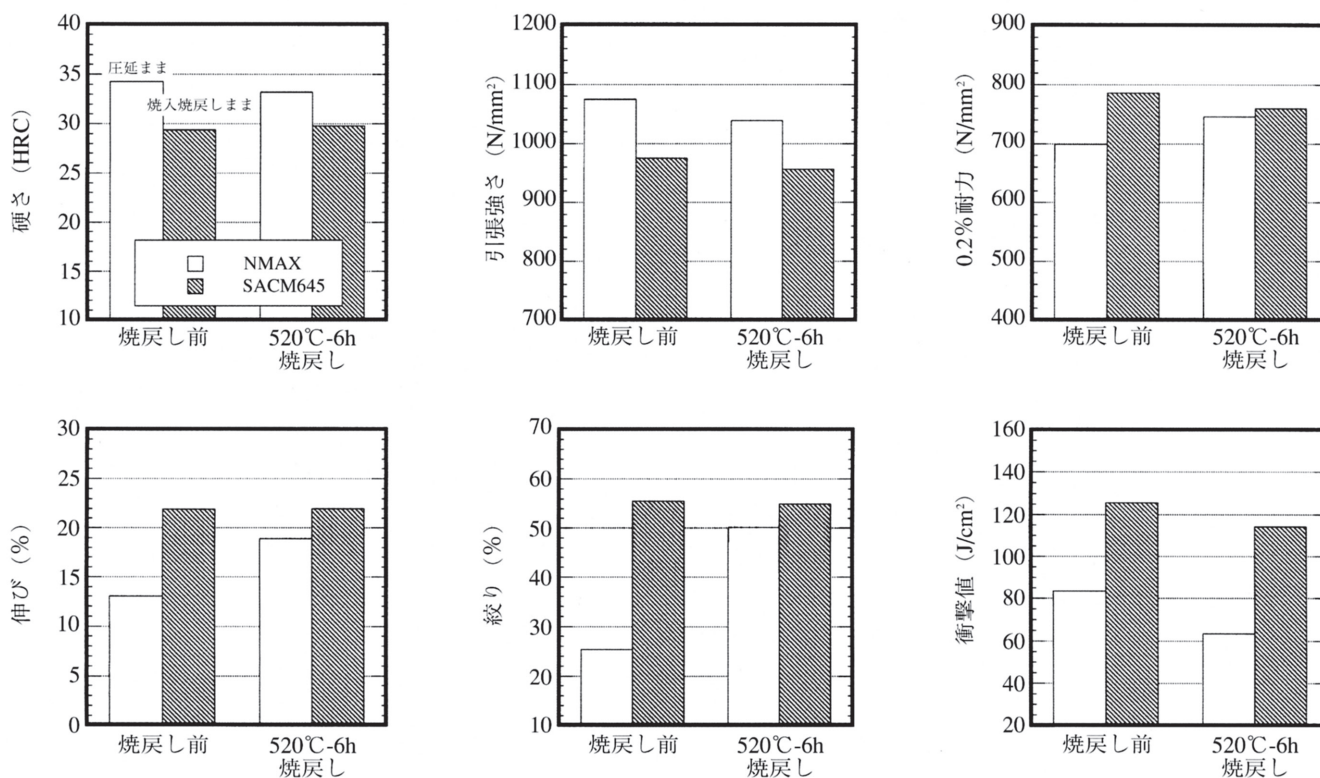 硬さ (HRC)
40
35
30
25
20
15
10
圧延まま
焼入焼戻しまま
NMAX
SACM645
焼戻し前
520℃-6h
焼戻し
引張強さ (N/mm²)
1200
1100
1000
900
800
700
焼戻し前
520℃-6h
焼戻し
0.2%耐力 (N/mm²)
900
800
700
600
500
400
焼戻し前
520℃-6h
焼戻し
伸び (%)
30
25
20
15
10
5
0
焼戻し前
520℃-6h
焼戻し
絞り (%)
70
60
50
40
30
20
10
焼戻し前
520℃-6h
焼戻し
衝撃値 (J/cm²)
160
140
120
100
80
60
40
20
焼戻し前
520℃-6h
焼戻し